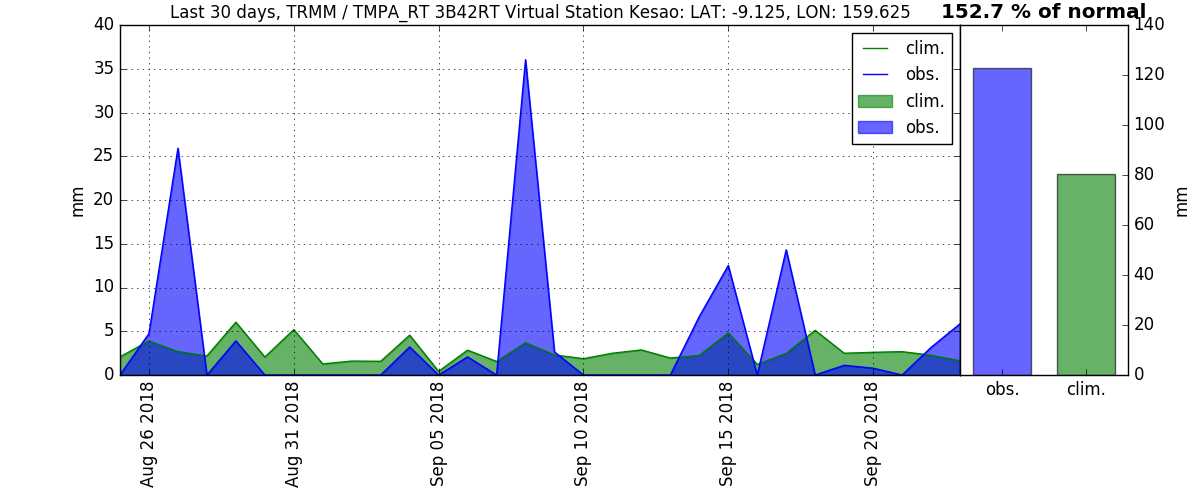 Last 30 days, TRMM / TMPA_RT 3B42RT Virtual Station Kesao: LAT: -9.125, LON: 159.625
152.7 % of normal
40
35
30
25
20
15
10
5
0
mm
clim.
obs.
clim.
obs.
Aug 26 2018
Aug 31 2018
Sep 05 2018
Sep 10 2018
Sep 15 2018
Sep 20 2018
140
120
100
80
60
40
20
0
mm
obs.
clim.